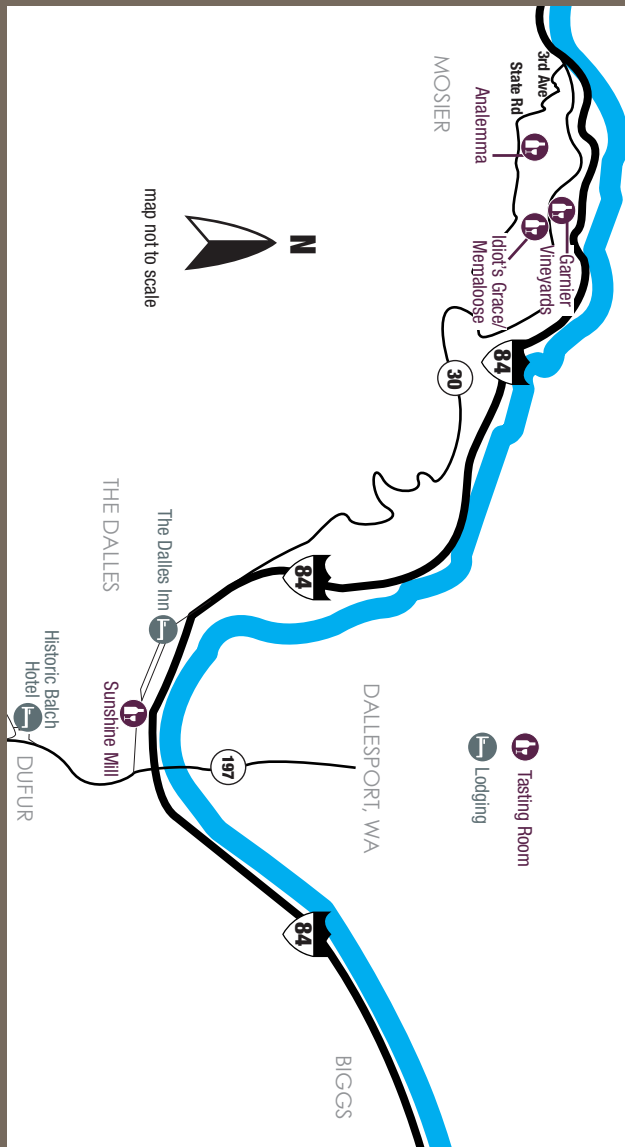 3rd Ave
State Rd
MOSIER
Analemma
Garnier
Vineyards
Idiot's Grace/
Memaloose
N
map not to scale
84
30
84
THE DALLES
The Dalles Inn
Sunshine Mill
Historic Balch
Hotel
DUFUR
197
DALLESPORT, WA
Tasting Room
Lodging
84
BIGGS